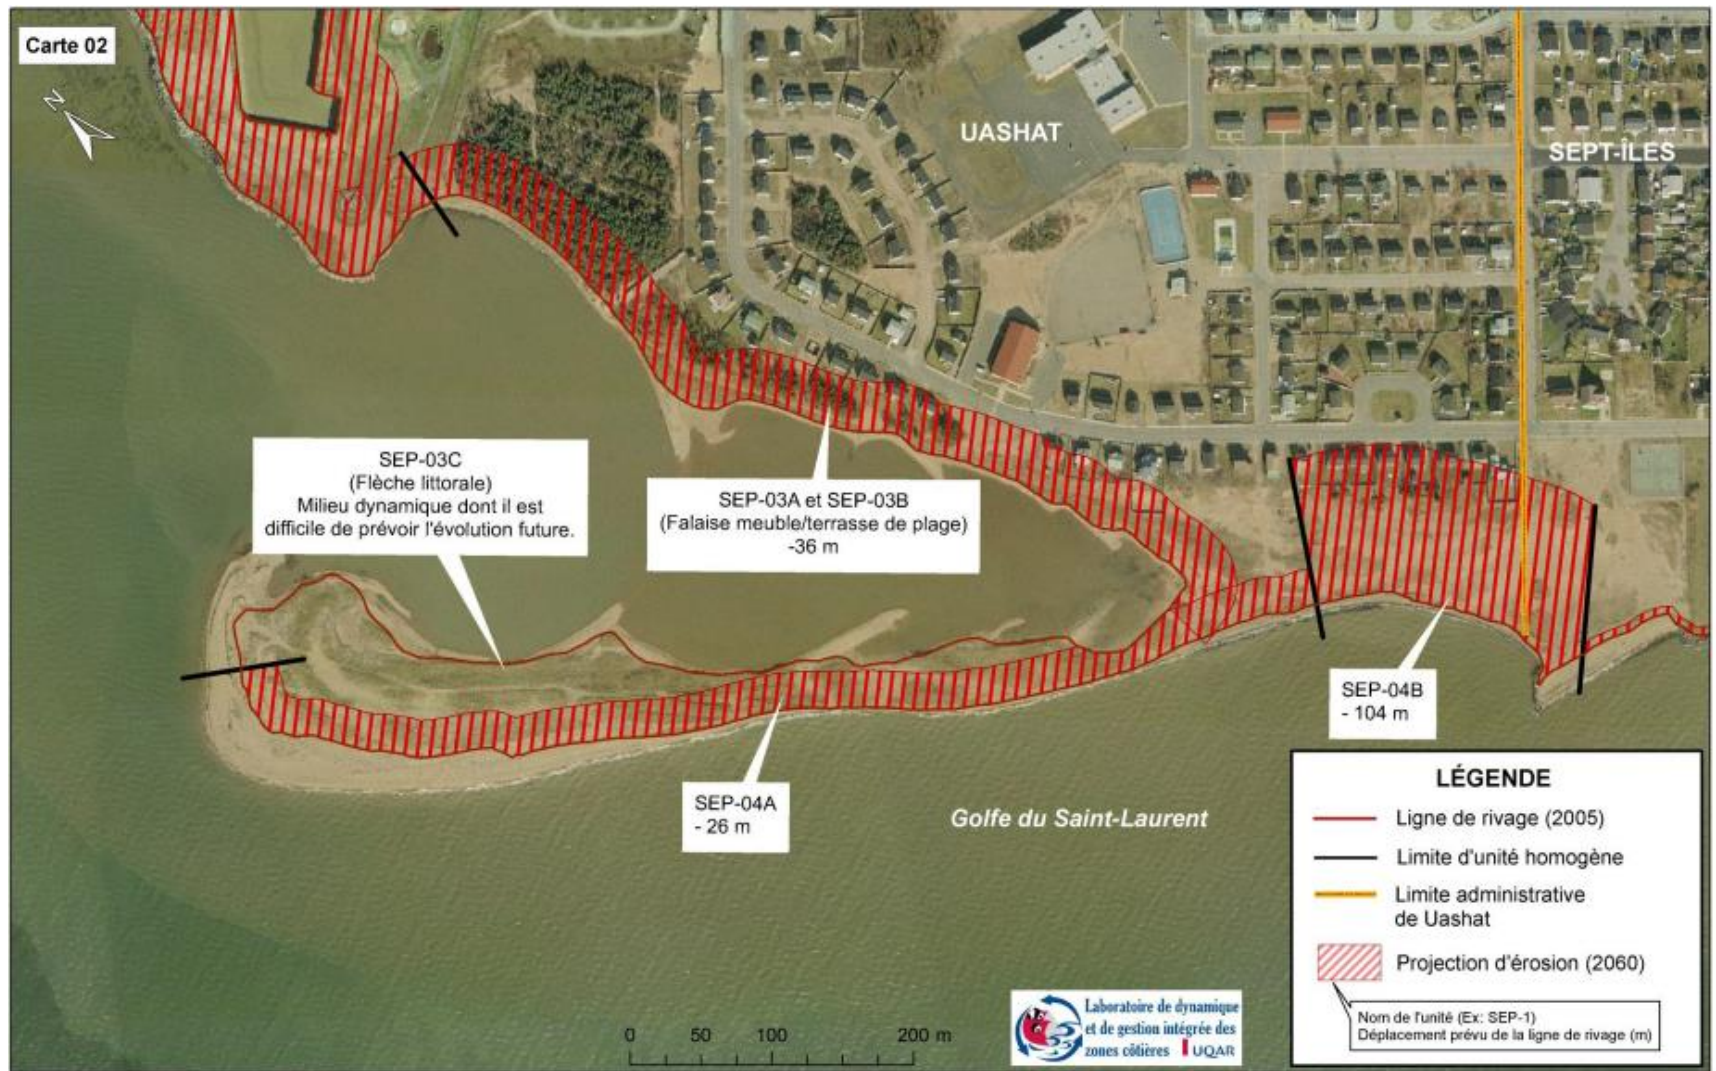 Carte 02
N
UASHAT
SEPT-ÎLES
SEP-03C
(Flèche littorale)
Milieu dynamique dont il est
difficile de prévoir l'évolution future.
SEP-03A et SEP-03B
(Falaise meuble/terrasse de plage)
-36 m
SEP-04B
- 104 m
SEP-04A
- 26 m
Golfe du Saint-Laurent
LÉGENDE
Ligne de rivage (2005)
Limite d'unité homogène
Limite administrative
de Uashat
Projection d'érosion (2060)
Nom de l'unité (Ex: SEP-1)
Déplacement prévu de la ligne de rivage (m)
0 50 100 200 m
Laboratoire de dynamique
et de gestion intégrée des
zones côtières UQAR